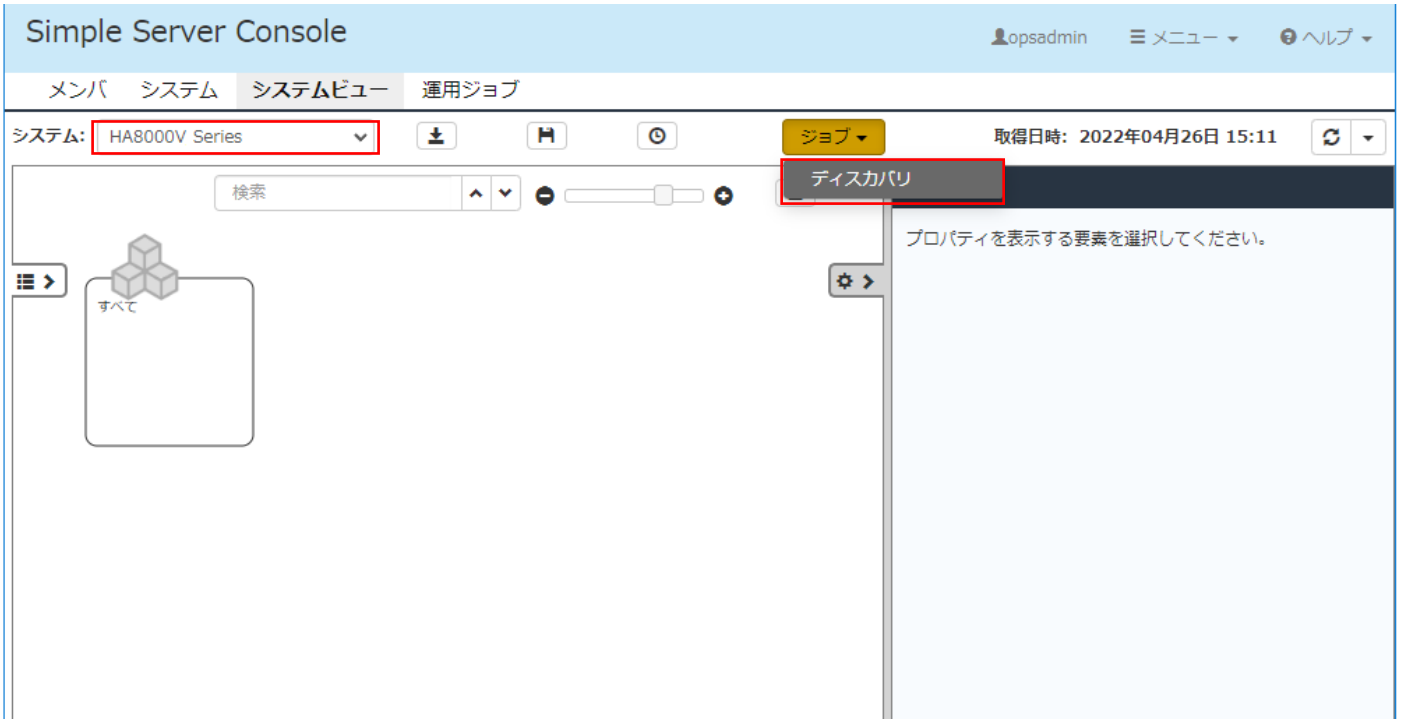 Simple Server Console
opsadmin メニュー ヘルプ
メンバ システム システムビュー 運用ジョブ
システム: HA8000V Series ジョブ 取得日時: 2022年04月26日 15:11
ディスカバリ
検索
プロパティを表示する要素を選択してください。
すべて